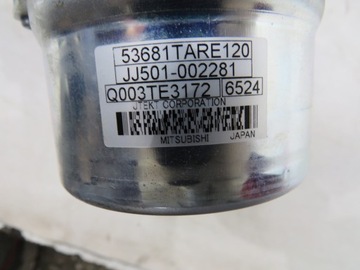 53681TARE120
JJ501-002281
Q003TE3172 6524
JTEKT CORPORATION
MITSUBISHI JAPAN